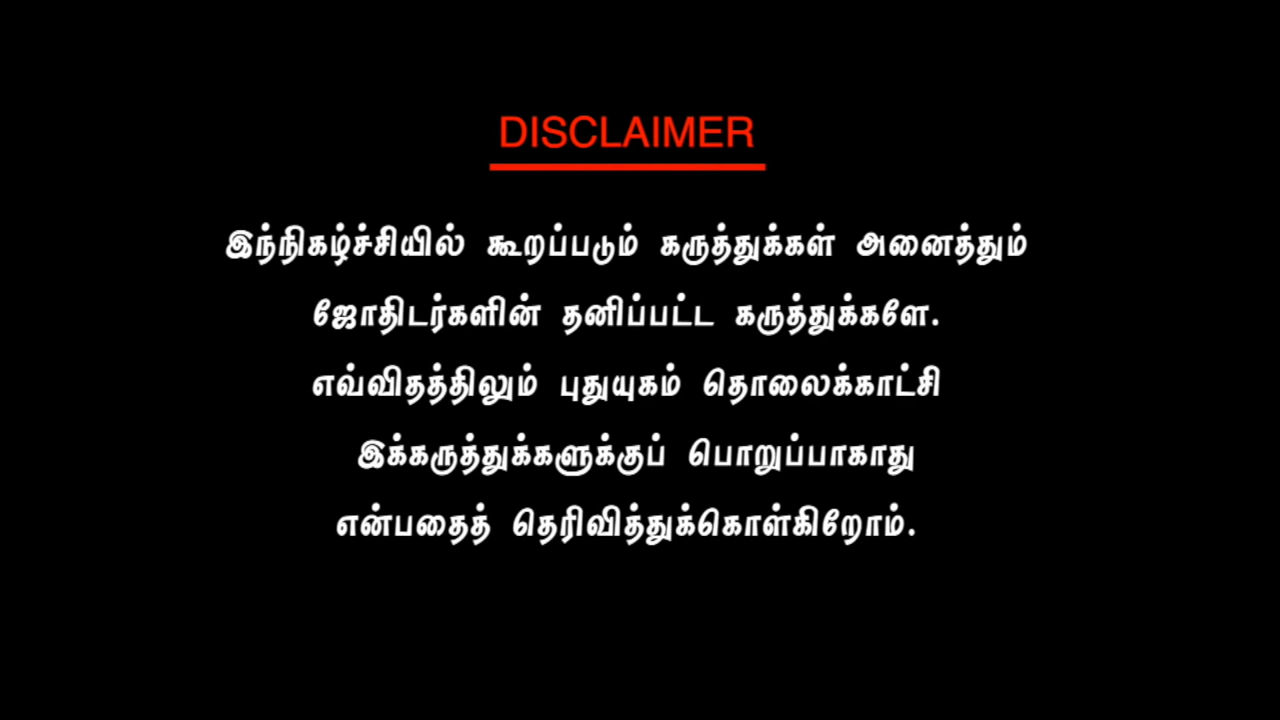 DISCLAIMER
இந்நிகழ்ச்சியில் கூறப்படும் கருத்துக்கள் அனைத்தும்
ஜோதிடர்களின் தனிப்பட்ட கருத்துக்களே.
எவ்விதத்திலும் புதுயுகம் தொலைக்காட்சி
இக்கருத்துக்களுக்குப் பொறுப்பாகாது
என்பதைத் தெரிவித்துக்கொள்கிறோம்.